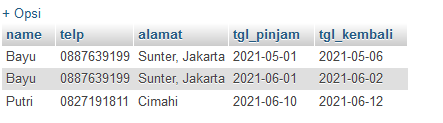 + Opsi
name telp alamat tgl_pinjam tgl_kembali
Bayu 0887639199 Sunter, Jakarta 2021-05-01 2021-05-06
Bayu 0887639199 Sunter, Jakarta 2021-06-01 2021-06-02
Putri 0827191811 Cimahi 2021-06-10 2021-06-12